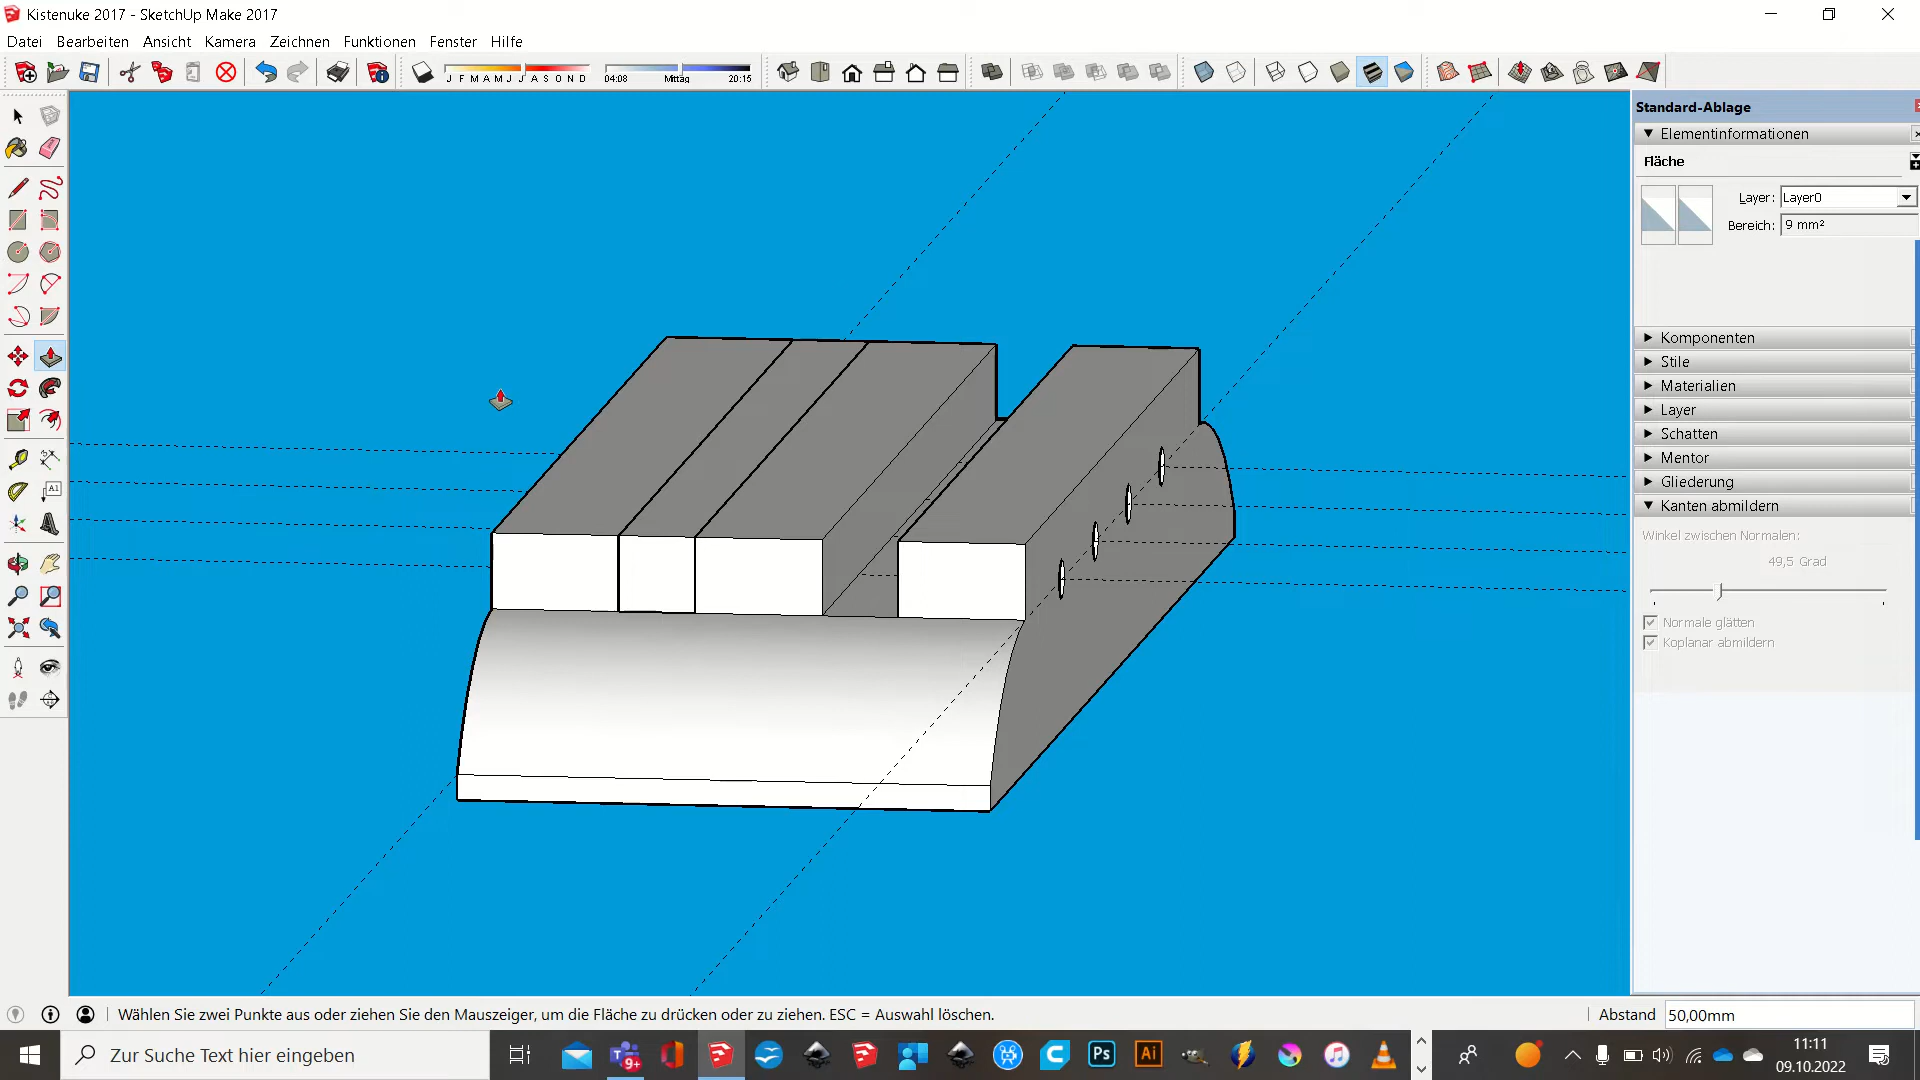 Kistenuke 2017 - SketchUp Make 2017
Datei Bearbeiten Ansicht Kamera Zeichnen Funktionen Fenster Hilfe
J F M A M J J A S O N D 04:08 Mittag 20:15
Standard-Ablage
Elementinformationen
Fläche
Layer: Layer0
Bereich: 9 mm²
Komponenten
Stile
Materialien
Layer
Schatten
Mentor
Gliederung
Kanten abmildern
Winkel zwischen Normalen:
49,5 Grad
Normale glätten
Koplanar abmildern
A1
Wählen Sie zwei Punkte aus oder ziehen Sie den Mauszeiger, um die Fläche zu drücken oder zu ziehen. ESC = Auswahl löschen.
Abstand 50,00mm
Zur Suche Text hier eingeben
9+
Ps
Ai
11:11
09.10.2022